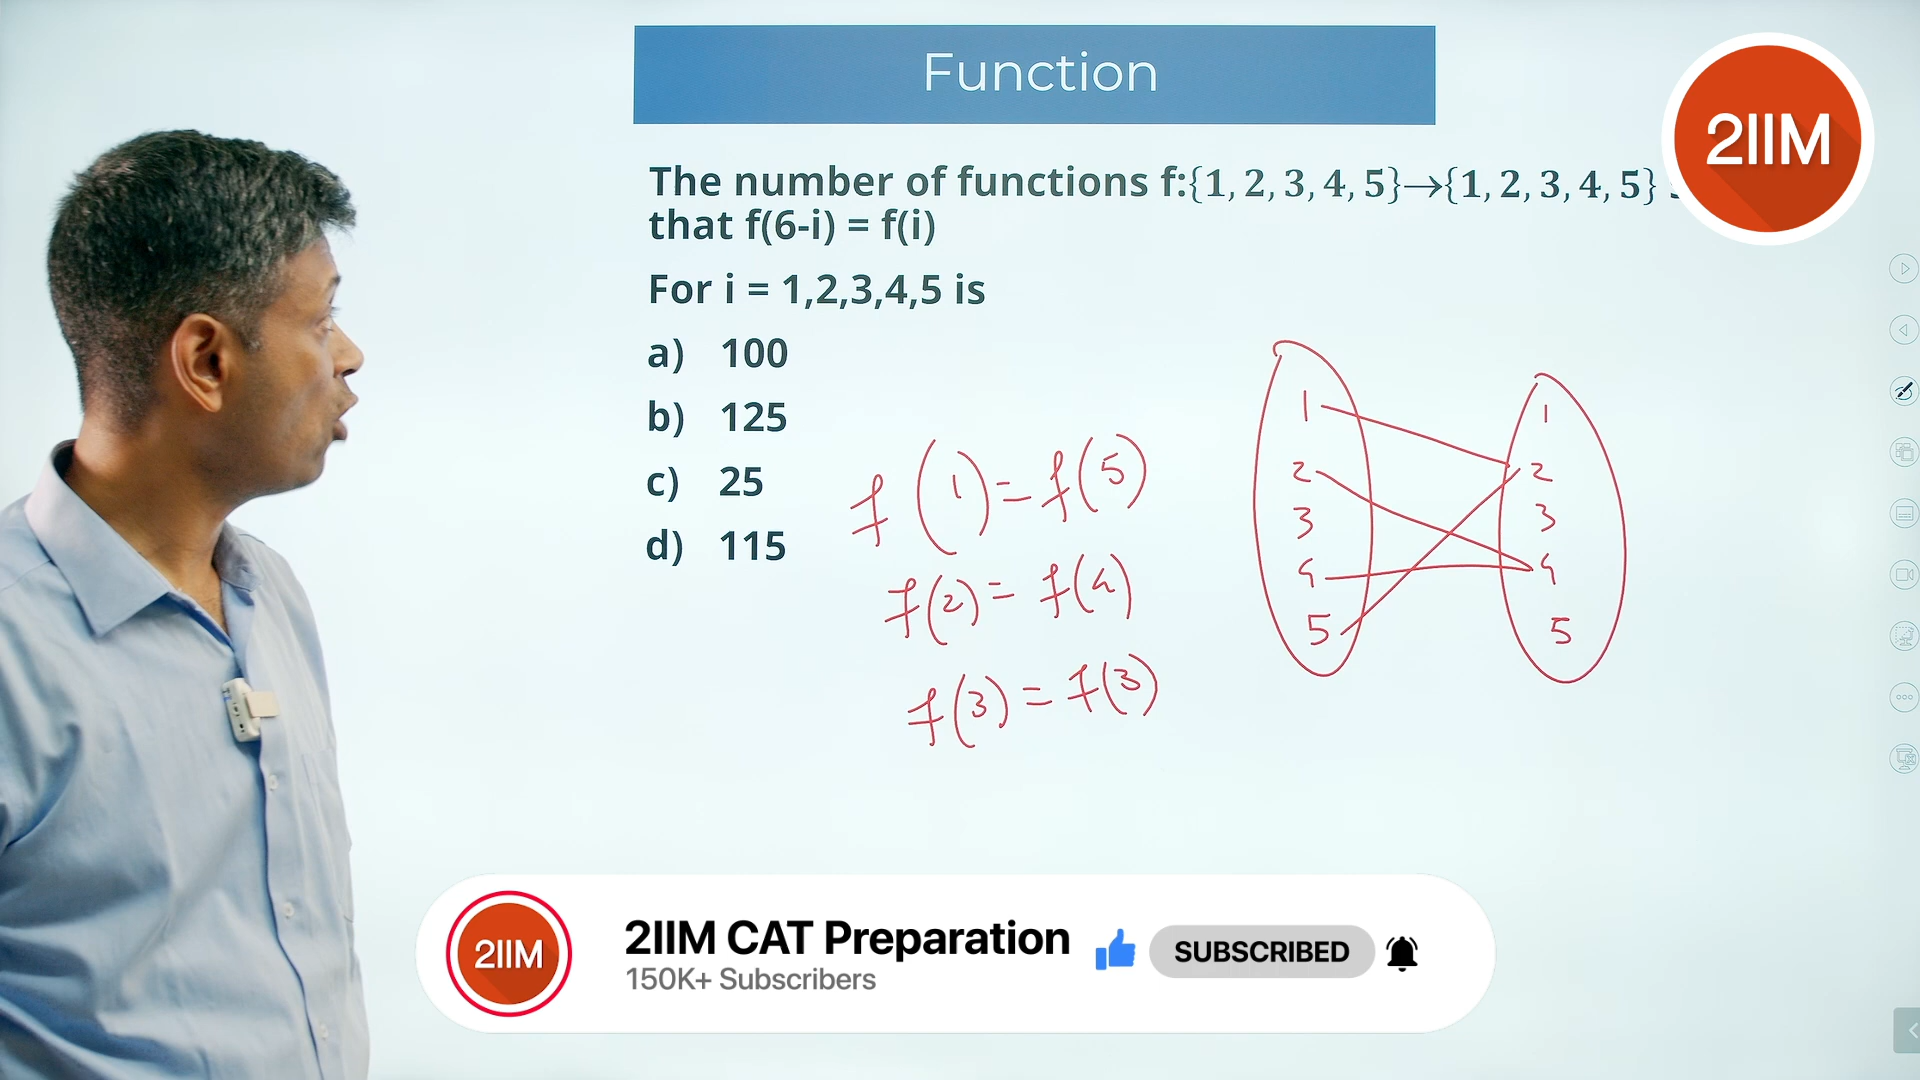 Function
2IIM
The number of functions f:{1, 2, 3, 4, 5}→{1, 2, 3, 4, 5}
that f(6-i) = f(i)
For i = 1,2,3,4,5 is
a) 100
b) 125
c) 25
d) 115
f(1) = f(5)
f(2) = f(4)
f(3) = f(3)
1
2
3
4
5
1
2
3
4
5
2IIM
2IIM CAT Preparation
150K+ Subscribers
SUBSCRIBED